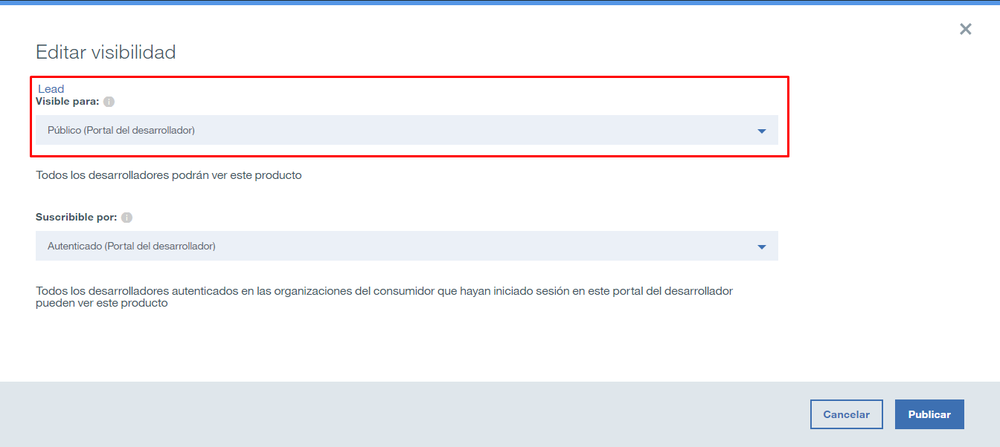 Editar visibilidad
Lead
Visible para:
Público (Portal del desarrollador)
Todos los desarrolladores podrán ver este producto
Suscribible por:
Autenticado (Portal del desarrollador)
Todos los desarrolladores autenticados en las organizaciones del consumidor que hayan iniciado sesión en este portal del desarrollador
pueden ver este producto
Cancelar
Publicar